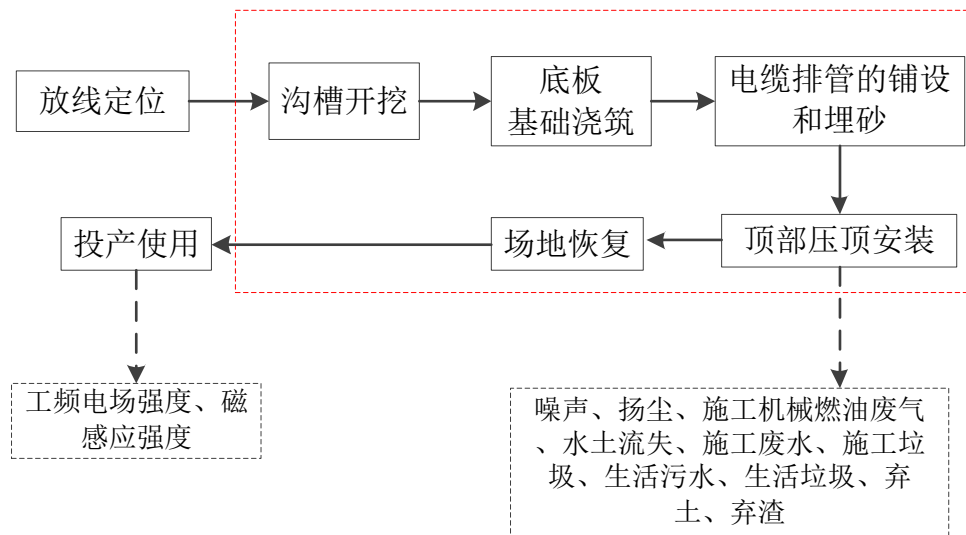 放线定位
沟槽开挖
底板
基础浇筑
电缆排管的铺设
和埋砂
投产使用
场地恢复
顶部压顶安装
工频电场强度、磁
感应强度
噪声、扬尘、施工机械燃油废气
、水土流失、施工废水、施工垃
圾、生活污水、生活垃圾、弃
土、弃渣